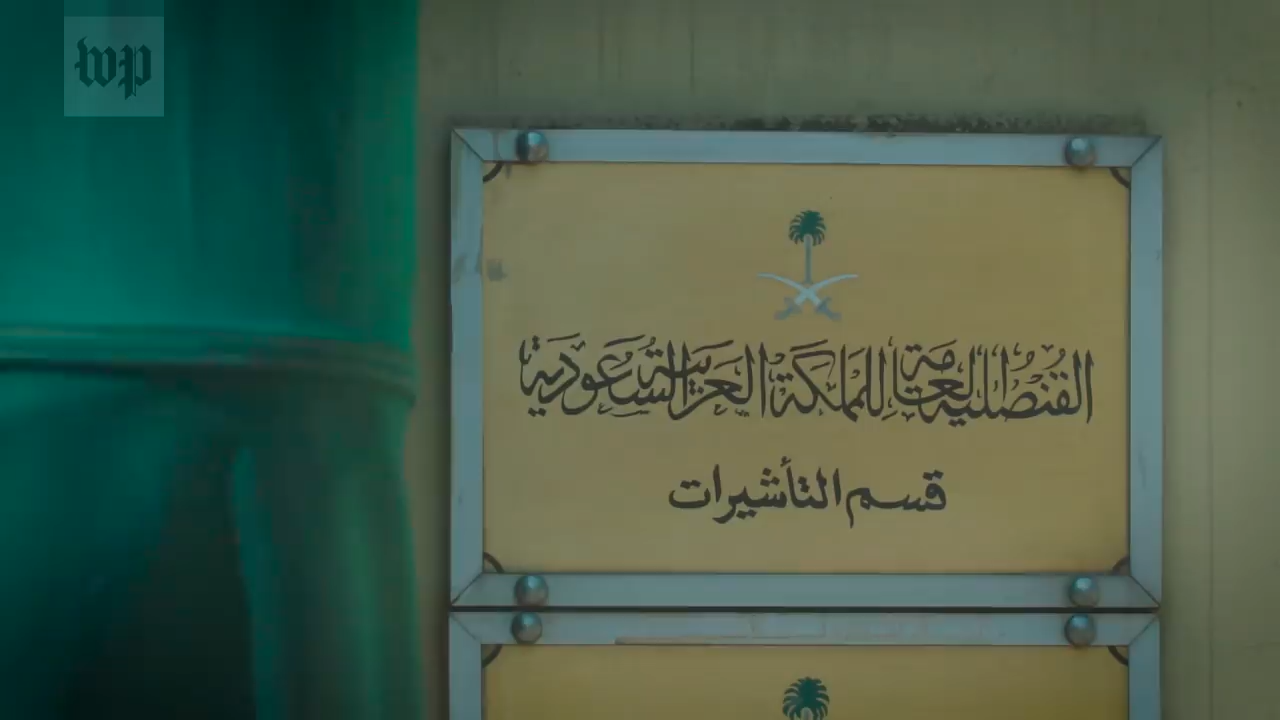 wp
القنصلية العامة للمملكة العربية السعودية
قسم التأشيرات